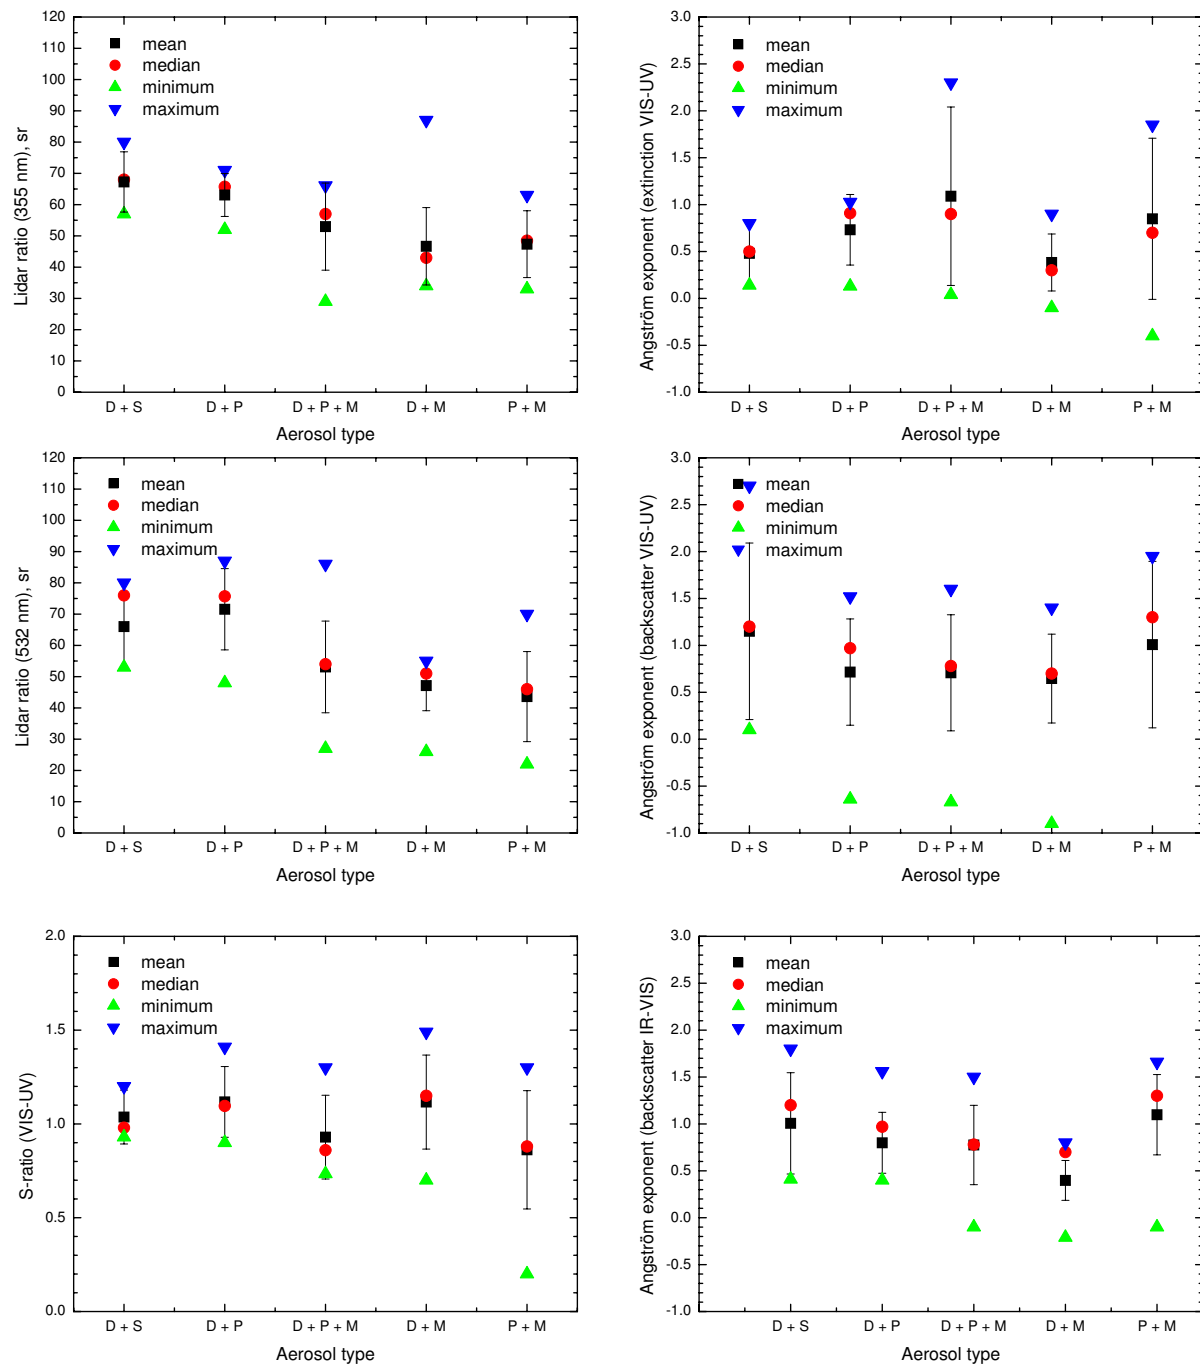 120
110
100
90
80
70
60
50
40
30
20
10
0
Lidar ratio (355 nm), sr
mean
median
minimum
maximum
D + S
D + P
D + P + M
D + M
P + M
Aerosol type
3.0
2.5
2.0
1.5
1.0
0.5
0.0
-0.5
-1.0
Angström exponent (extinction VIS-UV)
mean
median
minimum
maximum
D + S
D + P
D + P + M
D + M
P + M
Aerosol type
120
110
100
90
80
70
60
50
40
30
20
10
0
Lidar ratio (532 nm), sr
mean
median
minimum
maximum
D + S
D + P
D + P + M
D + M
P + M
Aerosol type
3.0
2.5
2.0
1.5
1.0
0.5
0.0
-0.5
-1.0
Angström exponent (backscatter VIS-UV)
mean
median
minimum
maximum
D + S
D + P
D + P + M
D + M
P + M
Aerosol type
2.0
1.5
1.0
0.5
0.0
S-ratio (VIS-UV)
mean
median
minimum
maximum
D + S
D + P
D + P + M
D + M
P + M
Aerosol type
3.0
2.5
2.0
1.5
1.0
0.5
0.0
-0.5
-1.0
Angström exponent (backscatter IR-VIS)
mean
median
minimum
maximum
D + S
D + P
D + P + M
D + M
P + M
Aerosol type